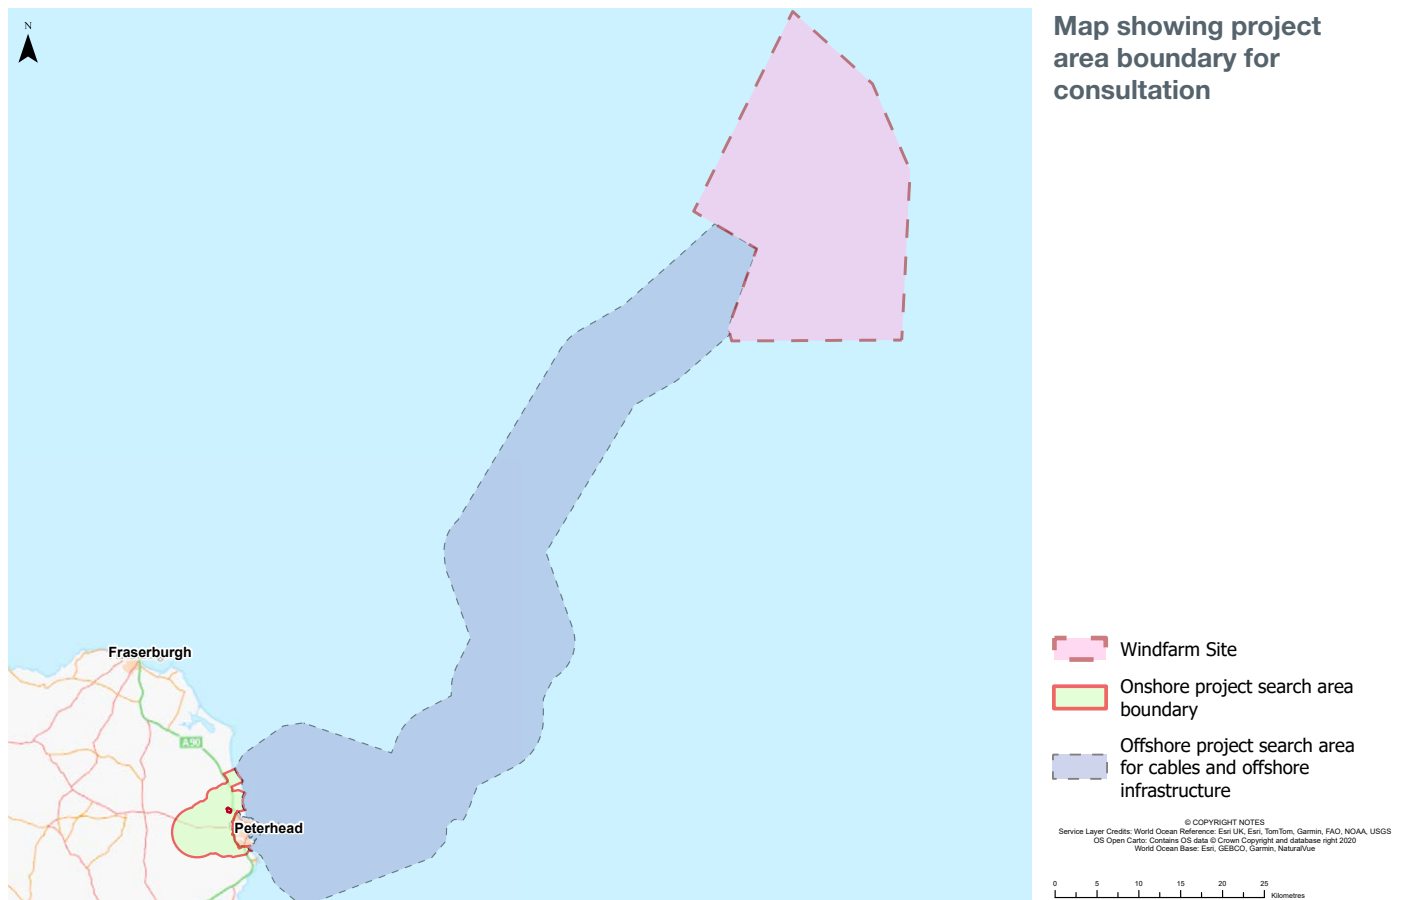 Map showing project
area boundary for
consultation
N
Fraserburgh
A90
Peterhead
Windfarm Site
Onshore project search area
boundary
Offshore project search area
for cables and offshore
infrastructure
© COPYRIGHT NOTES
Service Layer Credits: World Ocean Reference: Esri UK, Esri, TomTom, Garmin, FAO, NOAA, USGS
OS Open Carto: Contains OS data © Crown Copyright and database right 2020
World Ocean Base: Esri, GEBCO, Garmin, NaturalVue
0 5 10 15 20 25
Kilometres